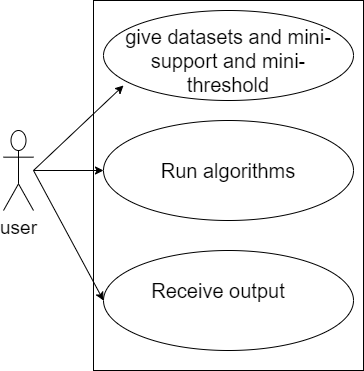 give datasets and mini-
support and mini-
threshold
Run algorithms
user
Receive output